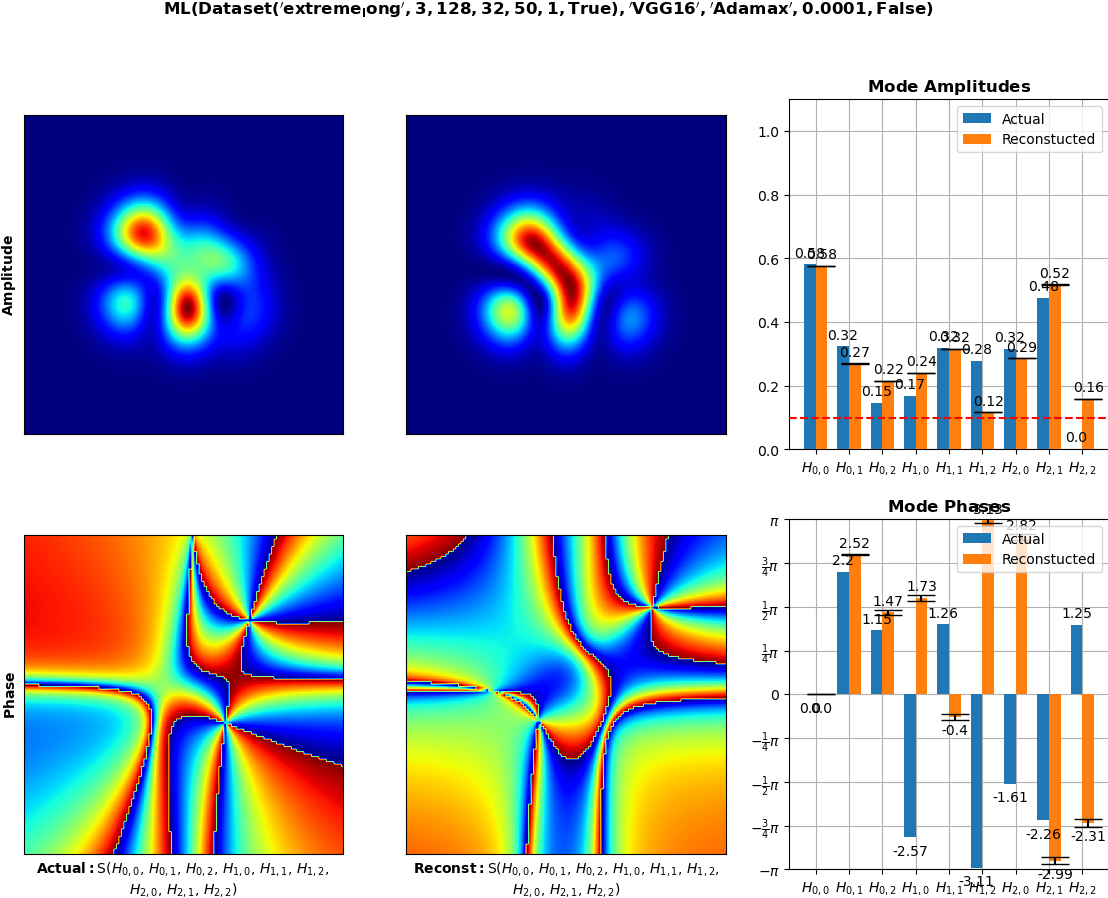 ML(Dataset(′extreme_long′, 3, 128, 32, 50, 1, True), ′VGG16′, ′Adamax′, 0.0001, False)
Mode Amplitudes
Amplitude
Actual
Reconstucted
1.0
0.8
0.6
0.4
0.2
0.0
0.58 0.58
0.32 0.27
0.15 0.22
0.17 0.24
0.32 0.32
0.28 0.12
0.32 0.29
0.48 0.52
0.0 0.16
H0,0 H0,1 H0,2 H1,0 H1,1 H1,2 H2,0 H2,1 H2,2
Mode Phases
Phase
Actual
Reconstucted
π
3/4π
1/2π
1/4π
0
−1/4π
−1/2π
−3/4π
−π
0.0 0.0
2.2 2.52
1.15 1.47
-2.57 1.73
1.26 -0.4
-3.11 3.13
-1.61 2.82
-2.26 -2.99
1.25 -2.31
H0,0 H0,1 H0,2 H1,0 H1,1 H1,2 H2,0 H2,1 H2,2
Actual: S(H0,0, H0,1, H0,2, H1,0, H1,1, H1,2,
H2,0, H2,1, H2,2)
Reconst: S(H0,0, H0,1, H0,2, H1,0, H1,1, H1,2,
H2,0, H2,1, H2,2)